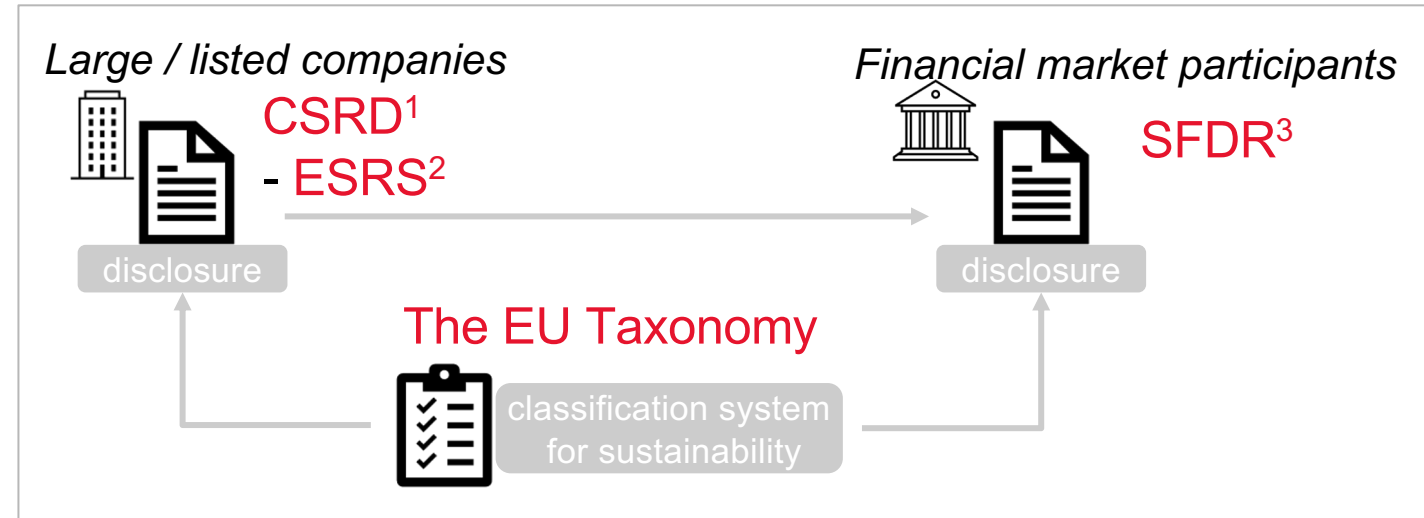 Large / listed companies
CSRD¹
- ESRS²
disclosure
Financial market participants
SFDR³
disclosure
The EU Taxonomy
classification system
for sustainability